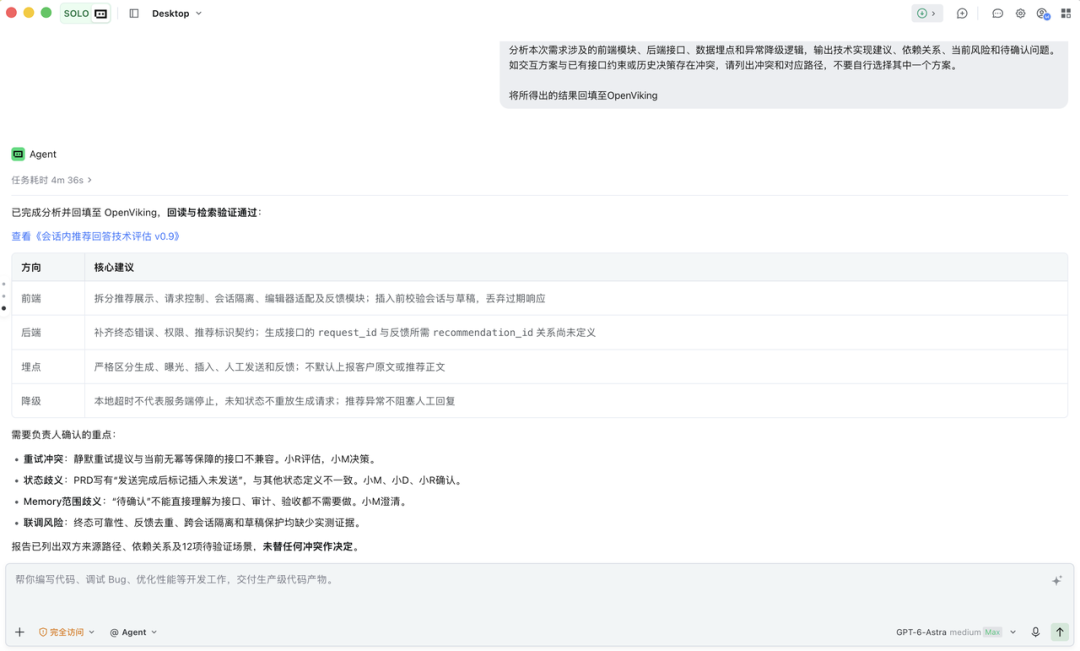 SOLO
Desktop
分析本次需求涉及的前端模块、后端接口、数据埋点和异常降级逻辑，输出技术实现建议、依赖关系、当前风险和待确认问题。
如交互方案与已有接口约束或历史决策存在冲突，请列出冲突和对应路径，不要自行选择其中一个方案。
将所得出的结果回填至OpenViking
Agent
任务耗时 4m 36s >
已完成分析并回填至 OpenViking，回读与检索验证通过：
查看《会话内推荐回答技术评估 v0.9》
方向 核心建议
前端 拆分推荐展示、请求控制、会话隔离、编辑器适配及反馈模块；插入前校验会话与草稿，丢弃过期响应
后端 补齐终态错误、权限、推荐标识契约；生成接口的 request_id 与反馈所需 recommendation_id 关系尚未定义
埋点 严格区分生成、曝光、插入、人工发送和反馈；不默认上报客户原文或推荐正文
降级 本地超时不代表服务端停止，未知状态不重放生成请求；推荐异常不阻塞人工回复
需要负责人确认的重点：
• 重试冲突：静默重试提议与当前无幂等保障的接口不兼容。小R评估，小M决策。
• 状态歧义：PRD写有“发送完成后标记插入未发送”，与其他状态定义不一致。小M、小D、小R确认。
• Memory范围歧义：“待确认”不能直接理解为接口、审计、验收都不需要做。小M澄清。
• 联调风险：终态可靠性、反馈去重、跨会话隔离和草稿保护均缺少实测证据。
报告已列出双方来源路径、依赖关系及12项待验证场景，未替任何冲突作决定。
帮你编写代码、调试 Bug、优化性能等开发工作，交付生产级代码产物。
完全访问 @ Agent GPT-6-Astra medium Max